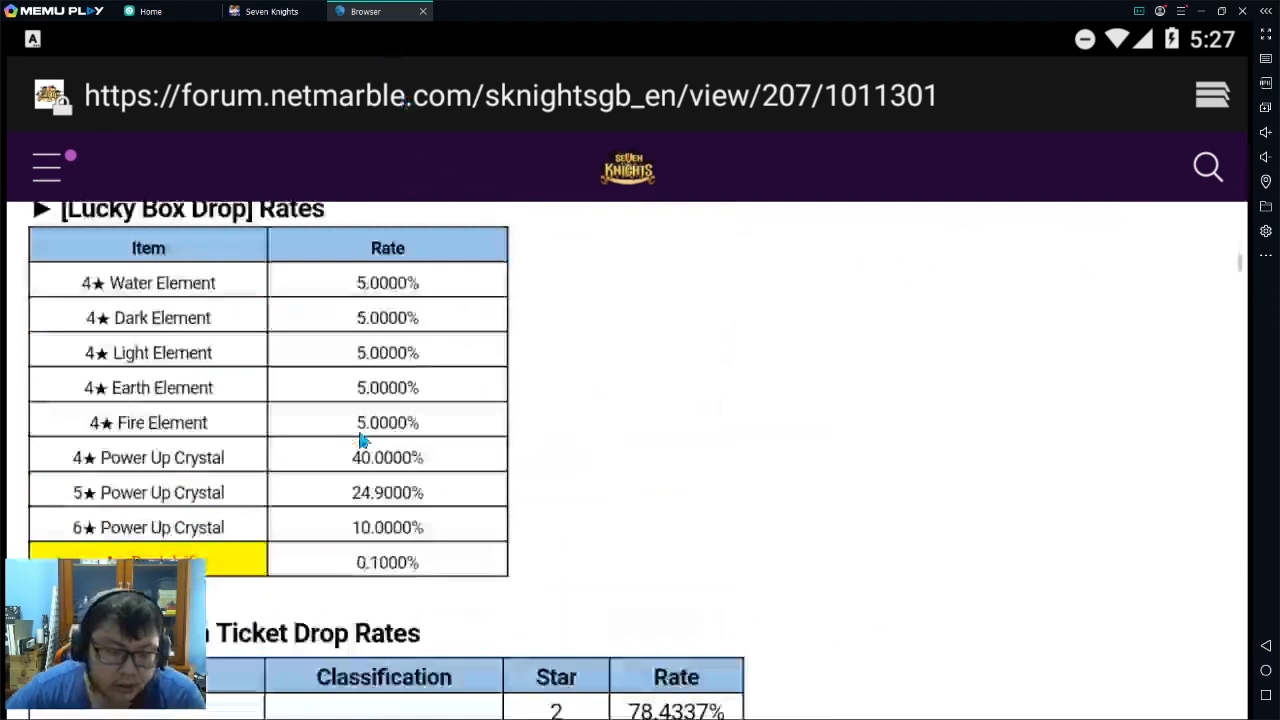 MEMU PLAY Home Seven Knights Browser
A 5:27
https://forum.netmarble.com/sknightsgb_en/view/207/1011301
SEVEN
KNIGHTS
► [Lucky Box Drop] Rates
Item Rate
4★ Water Element 5.0000%
4★ Dark Element 5.0000%
4★ Light Element 5.0000%
4★ Earth Element 5.0000%
4★ Fire Element 5.0000%
4★ Power Up Crystal 40.0000%
5★ Power Up Crystal 24.9000%
6★ Power Up Crystal 10.0000%
0.1000%
Ticket Drop Rates
Classification Star Rate
2 78.4337%